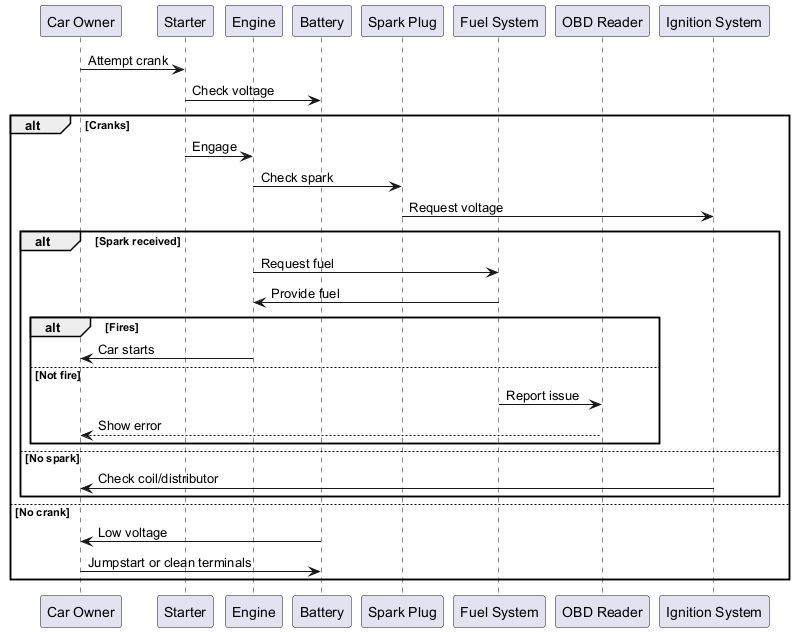 Car Owner Starter Engine Battery Spark Plug Fuel System OBD Reader Ignition System
Attempt crank
Check voltage
alt [Cranks]
Engage
Check spark
Request voltage
alt [Spark received]
Request fuel
Provide fuel
alt [Fires]
Car starts
[Not fire]
Report issue
Show error
[No spark]
Check coil/distributor
[No crank]
Low voltage
Jumpstart or clean terminals
Car Owner Starter Engine Battery Spark Plug Fuel System OBD Reader Ignition System